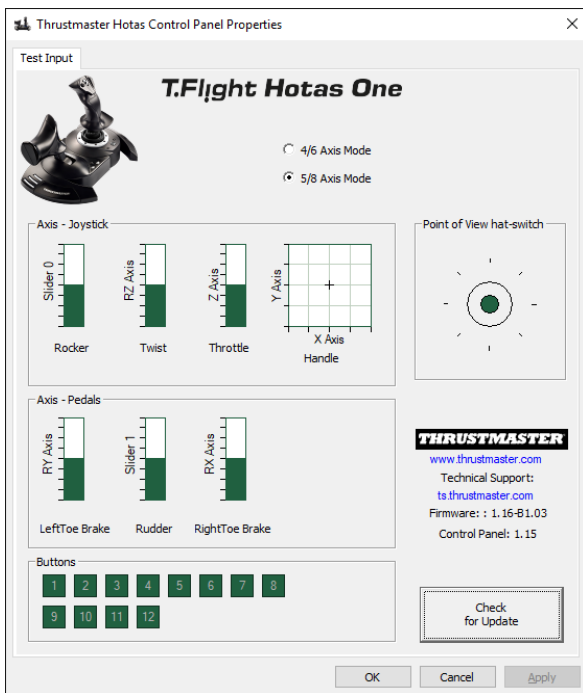 Thrustmaster Hotas Control Panel Properties
Test Input
T.Flight Hotas One
4/6 Axis Mode
5/8 Axis Mode
Axis - Joystick
Slider 0
Rocker
RZ Axis
Twist
Z Axis
Throttle
Y Axis
X Axis
Handle
Point of View hat-switch
Axis - Pedals
RY Axis
LeftToe Brake
Slider 1
Rudder
RX Axis
RightToe Brake
THRUSTMASTER
www.thrustmaster.com
Technical Support:
ts.thrustmaster.com
Firmware: : 1.16-B1.03
Control Panel: 1.15
Buttons
1 2 3 4 5 6 7 8
9 10 11 12
Check
for Update
OK Cancel Apply